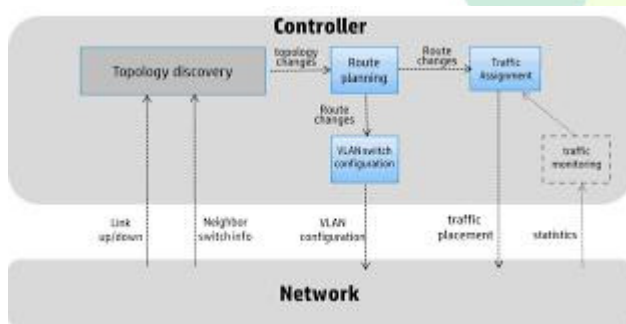 Controller
Topology discovery
topology
changes
Route
planning
Route
changes
Traffic
Assignment
Route
changes
VLAN switch
configuration
traffic
monitoring
Link
up/down
Neighbor
switch info
VLAN
configuration
traffic
placement
statistics
Network